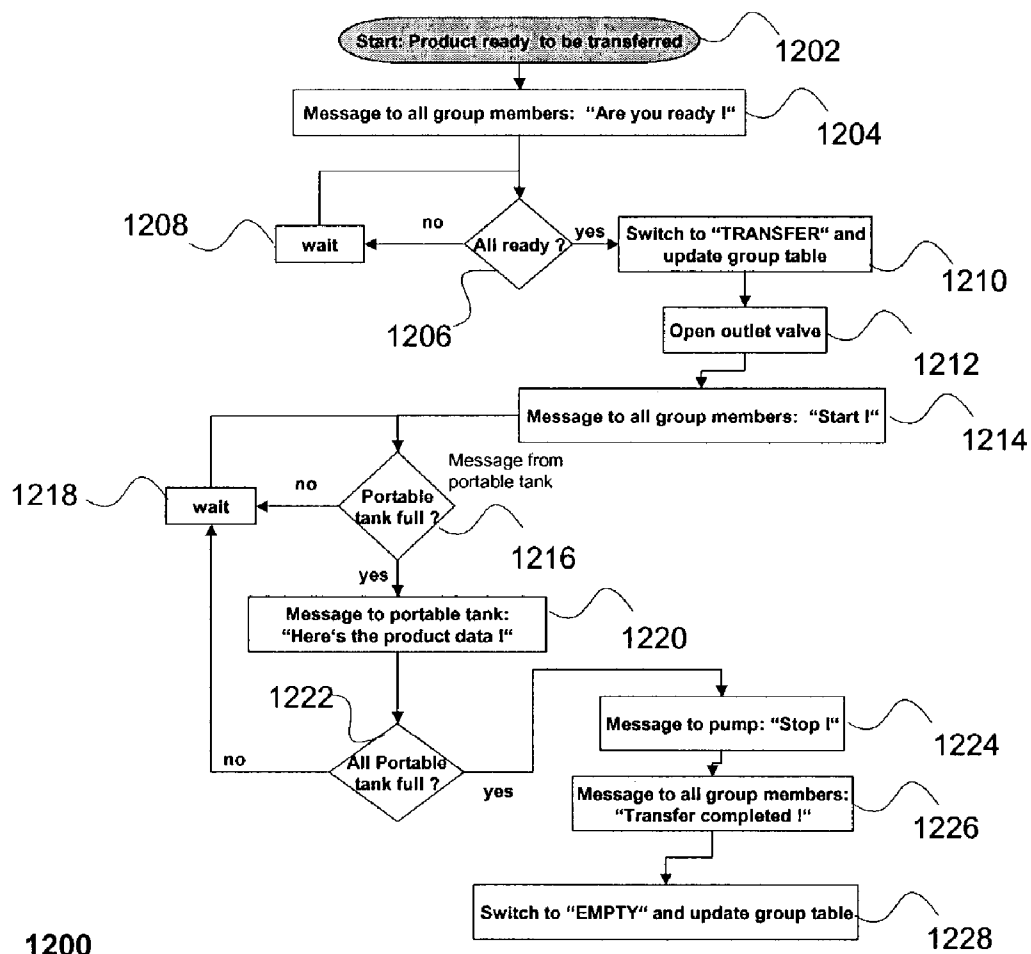 Start: Product ready to be transferred
1202
Message to all group members: "Are you ready !"
1204
1208
wait
no
All ready ?
yes
1206
Switch to "TRANSFER" and
update group table
1210
Open outlet valve
1212
Message to all group members: "Start !"
1214
Message from
portable tank
1218
wait
no
Portable
tank full ?
1216
yes
Message to portable tank:
"Here's the product data !"
1220
1222
no
All Portable
tank full ?
yes
Message to pump: "Stop !"
1224
Message to all group members:
"Transfer completed !"
1226
Switch to "EMPTY" and update group table
1228
1200